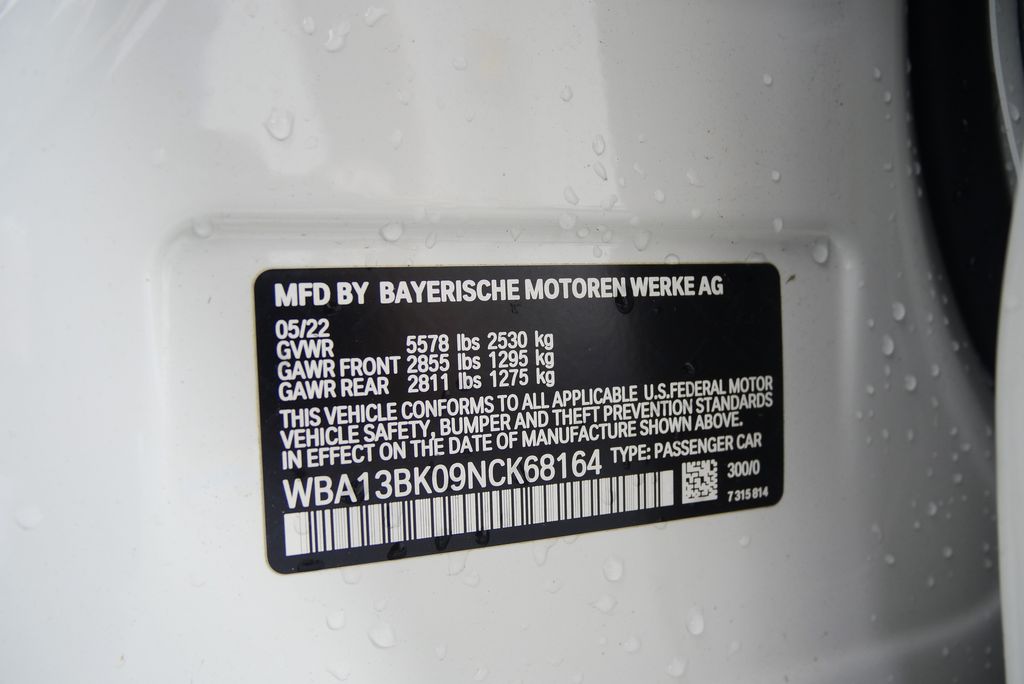 MFD BY BAYERISCHE MOTOREN WERKE AG
05/22
GVWR 5578 lbs 2530 kg
GAWR FRONT 2855 lbs 1295 kg
GAWR REAR 2811 lbs 1275 kg
THIS VEHICLE CONFORMS TO ALL APPLICABLE U.S.FEDERAL MOTOR
VEHICLE SAFETY, BUMPER AND THEFT PREVENTION STANDARDS
IN EFFECT ON THE DATE OF MANUFACTURE SHOWN ABOVE.
WBA13BK09NCK68164 TYPE: PASSENGER CAR
300/0
7 315 814